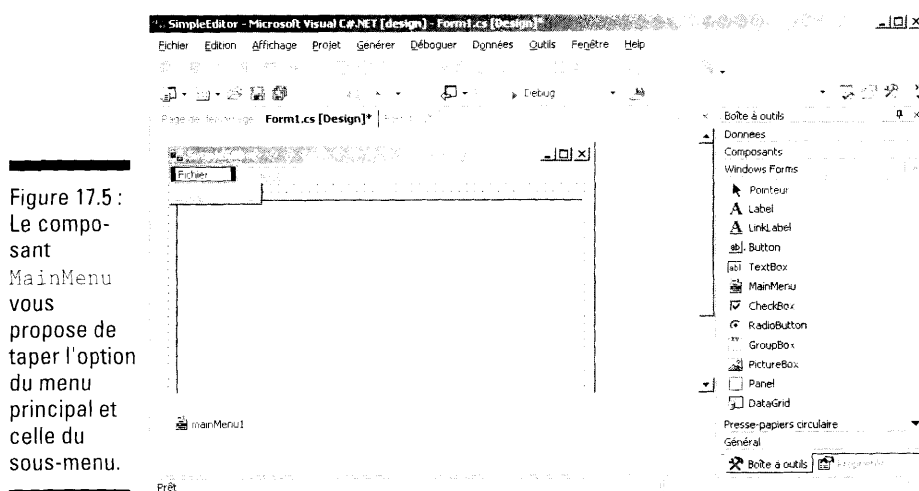 SimpleEditor - Microsoft Visual C#.NET [design] - Form1.cs [Design]*
Fichier Edition Affichage Projet Générer Déboguer Données Outils Fenêtre Help
Debug
Form1.cs [Design]*
Fichier
mainMenu1
Prêt
Boîte à outils
Donnees
Composants
Windows Forms
Pointeur
A Label
A LinkLabel
ab Button
abl TextBox
MainMenu
CheckBox
RadioButton
GroupBox
PictureBox
Panel
DataGrid
Presse-papiers circulaire
Général
Boîte à outils
Figure 17.5 :
Le compo-
sant
MainMenu
vous
propose de
taper l'option
du menu
principal et
celle du
sous-menu.